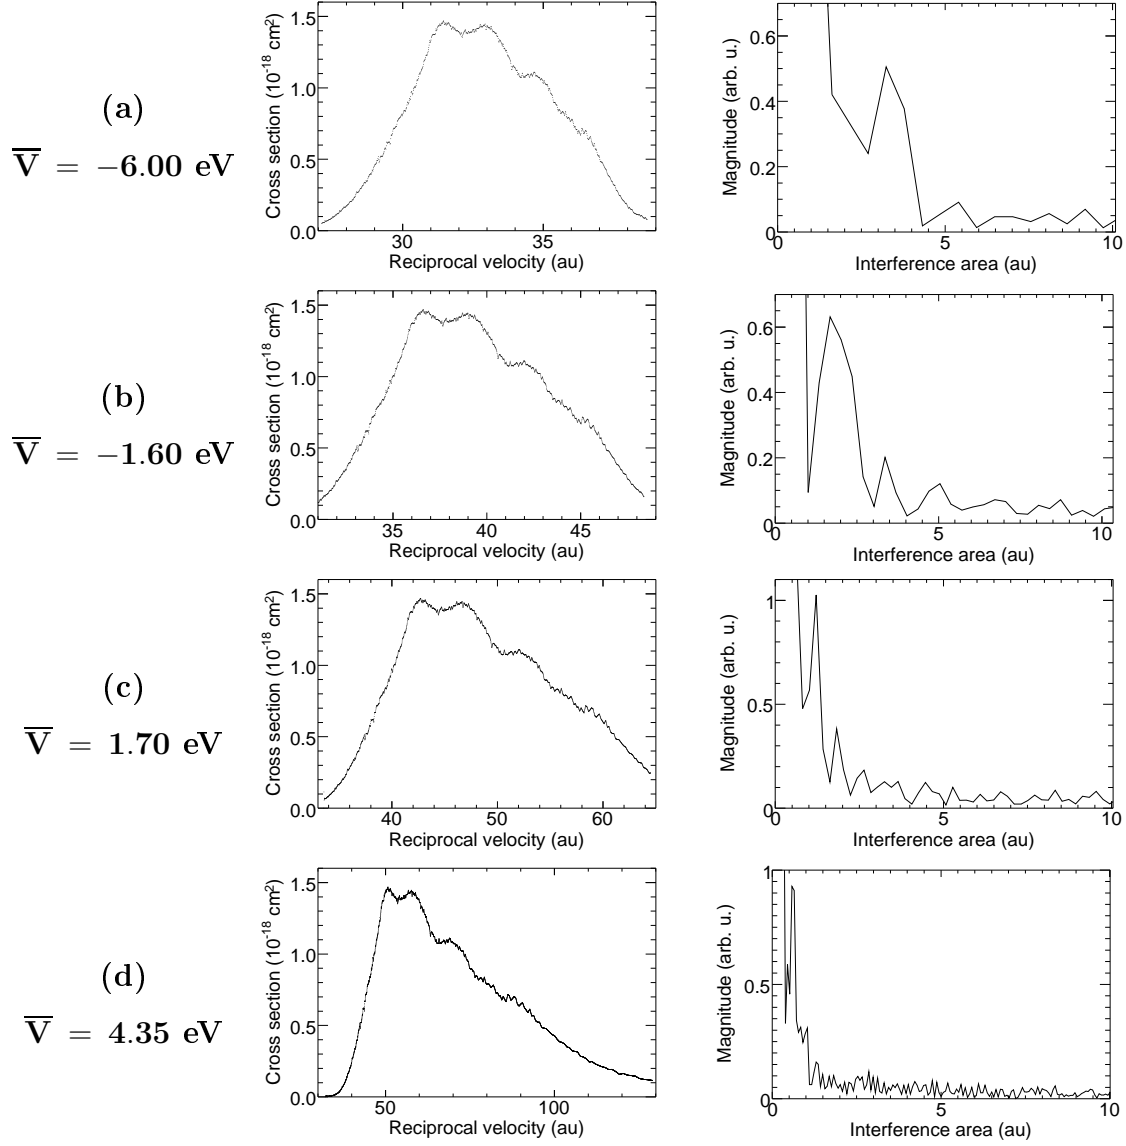 (a)
V̅ = −6.00 eV
Cross section (10⁻¹⁸ cm²)
1.5
1.0
0.5
0.0
30 35
Reciprocal velocity (au)
Magnitude (arb. u.)
0.6
0.4
0.2
0
0 5 10
Interference area (au)
(b)
V̅ = −1.60 eV
Cross section (10⁻¹⁸ cm²)
1.5
1.0
0.5
0.0
35 40 45
Reciprocal velocity (au)
Magnitude (arb. u.)
0.6
0.4
0.2
0
0 5 10
Interference area (au)
(c)
V̅ = 1.70 eV
Cross section (10⁻¹⁸ cm²)
1.5
1.0
0.5
0.0
40 50 60
Reciprocal velocity (au)
Magnitude (arb. u.)
1
0.5
0
0 5 10
Interference area (au)
(d)
V̅ = 4.35 eV
Cross section (10⁻¹⁸ cm²)
1.5
1.0
0.5
0.0
50 100
Reciprocal velocity (au)
Magnitude (arb. u.)
1
0.5
0
0 5 10
Interference area (au)